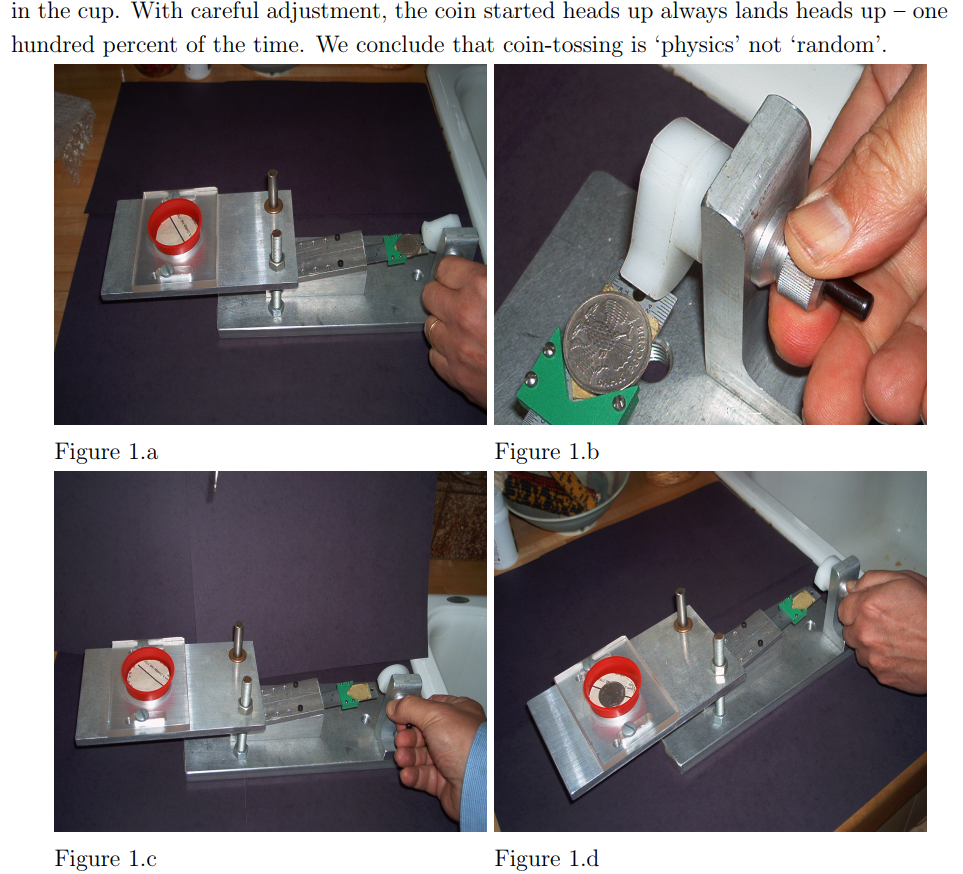 in the cup. With careful adjustment, the coin started heads up always lands heads up – one
hundred percent of the time. We conclude that coin-tossing is ‘physics’ not ‘random’.
Figure 1.a
Figure 1.b
Figure 1.c
Figure 1.d